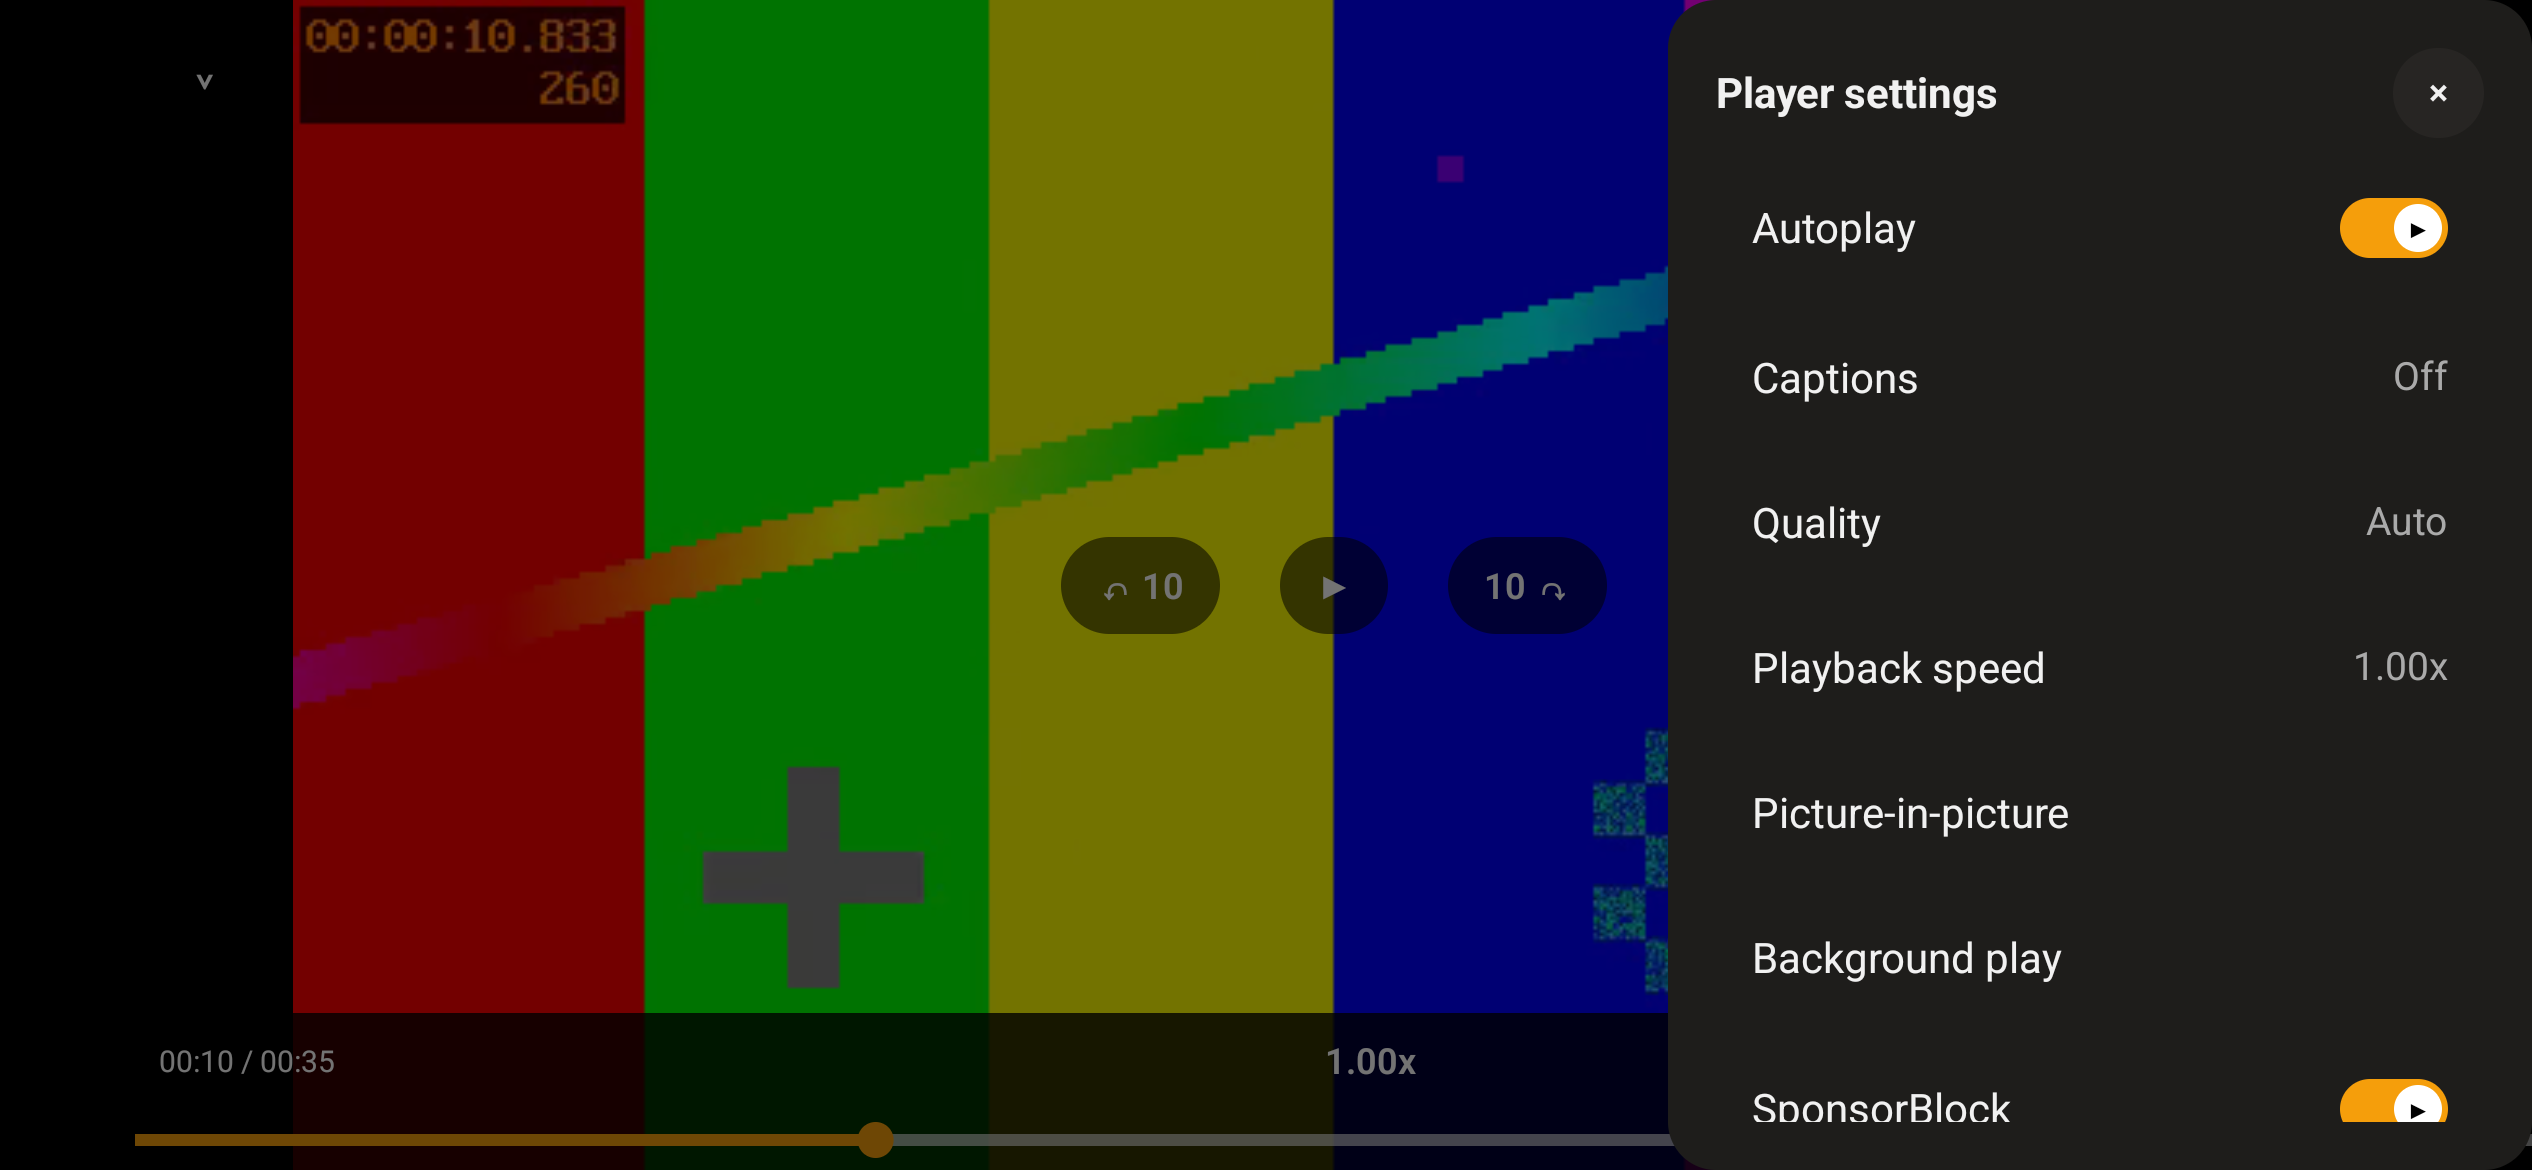 00:00:10.833
260
˅
Player settings
×
Autoplay
Captions Off
Quality Auto
Playback speed 1.00x
Picture-in-picture
Background play
SponsorBlock
10
10
00:10 / 00:35
1.00x